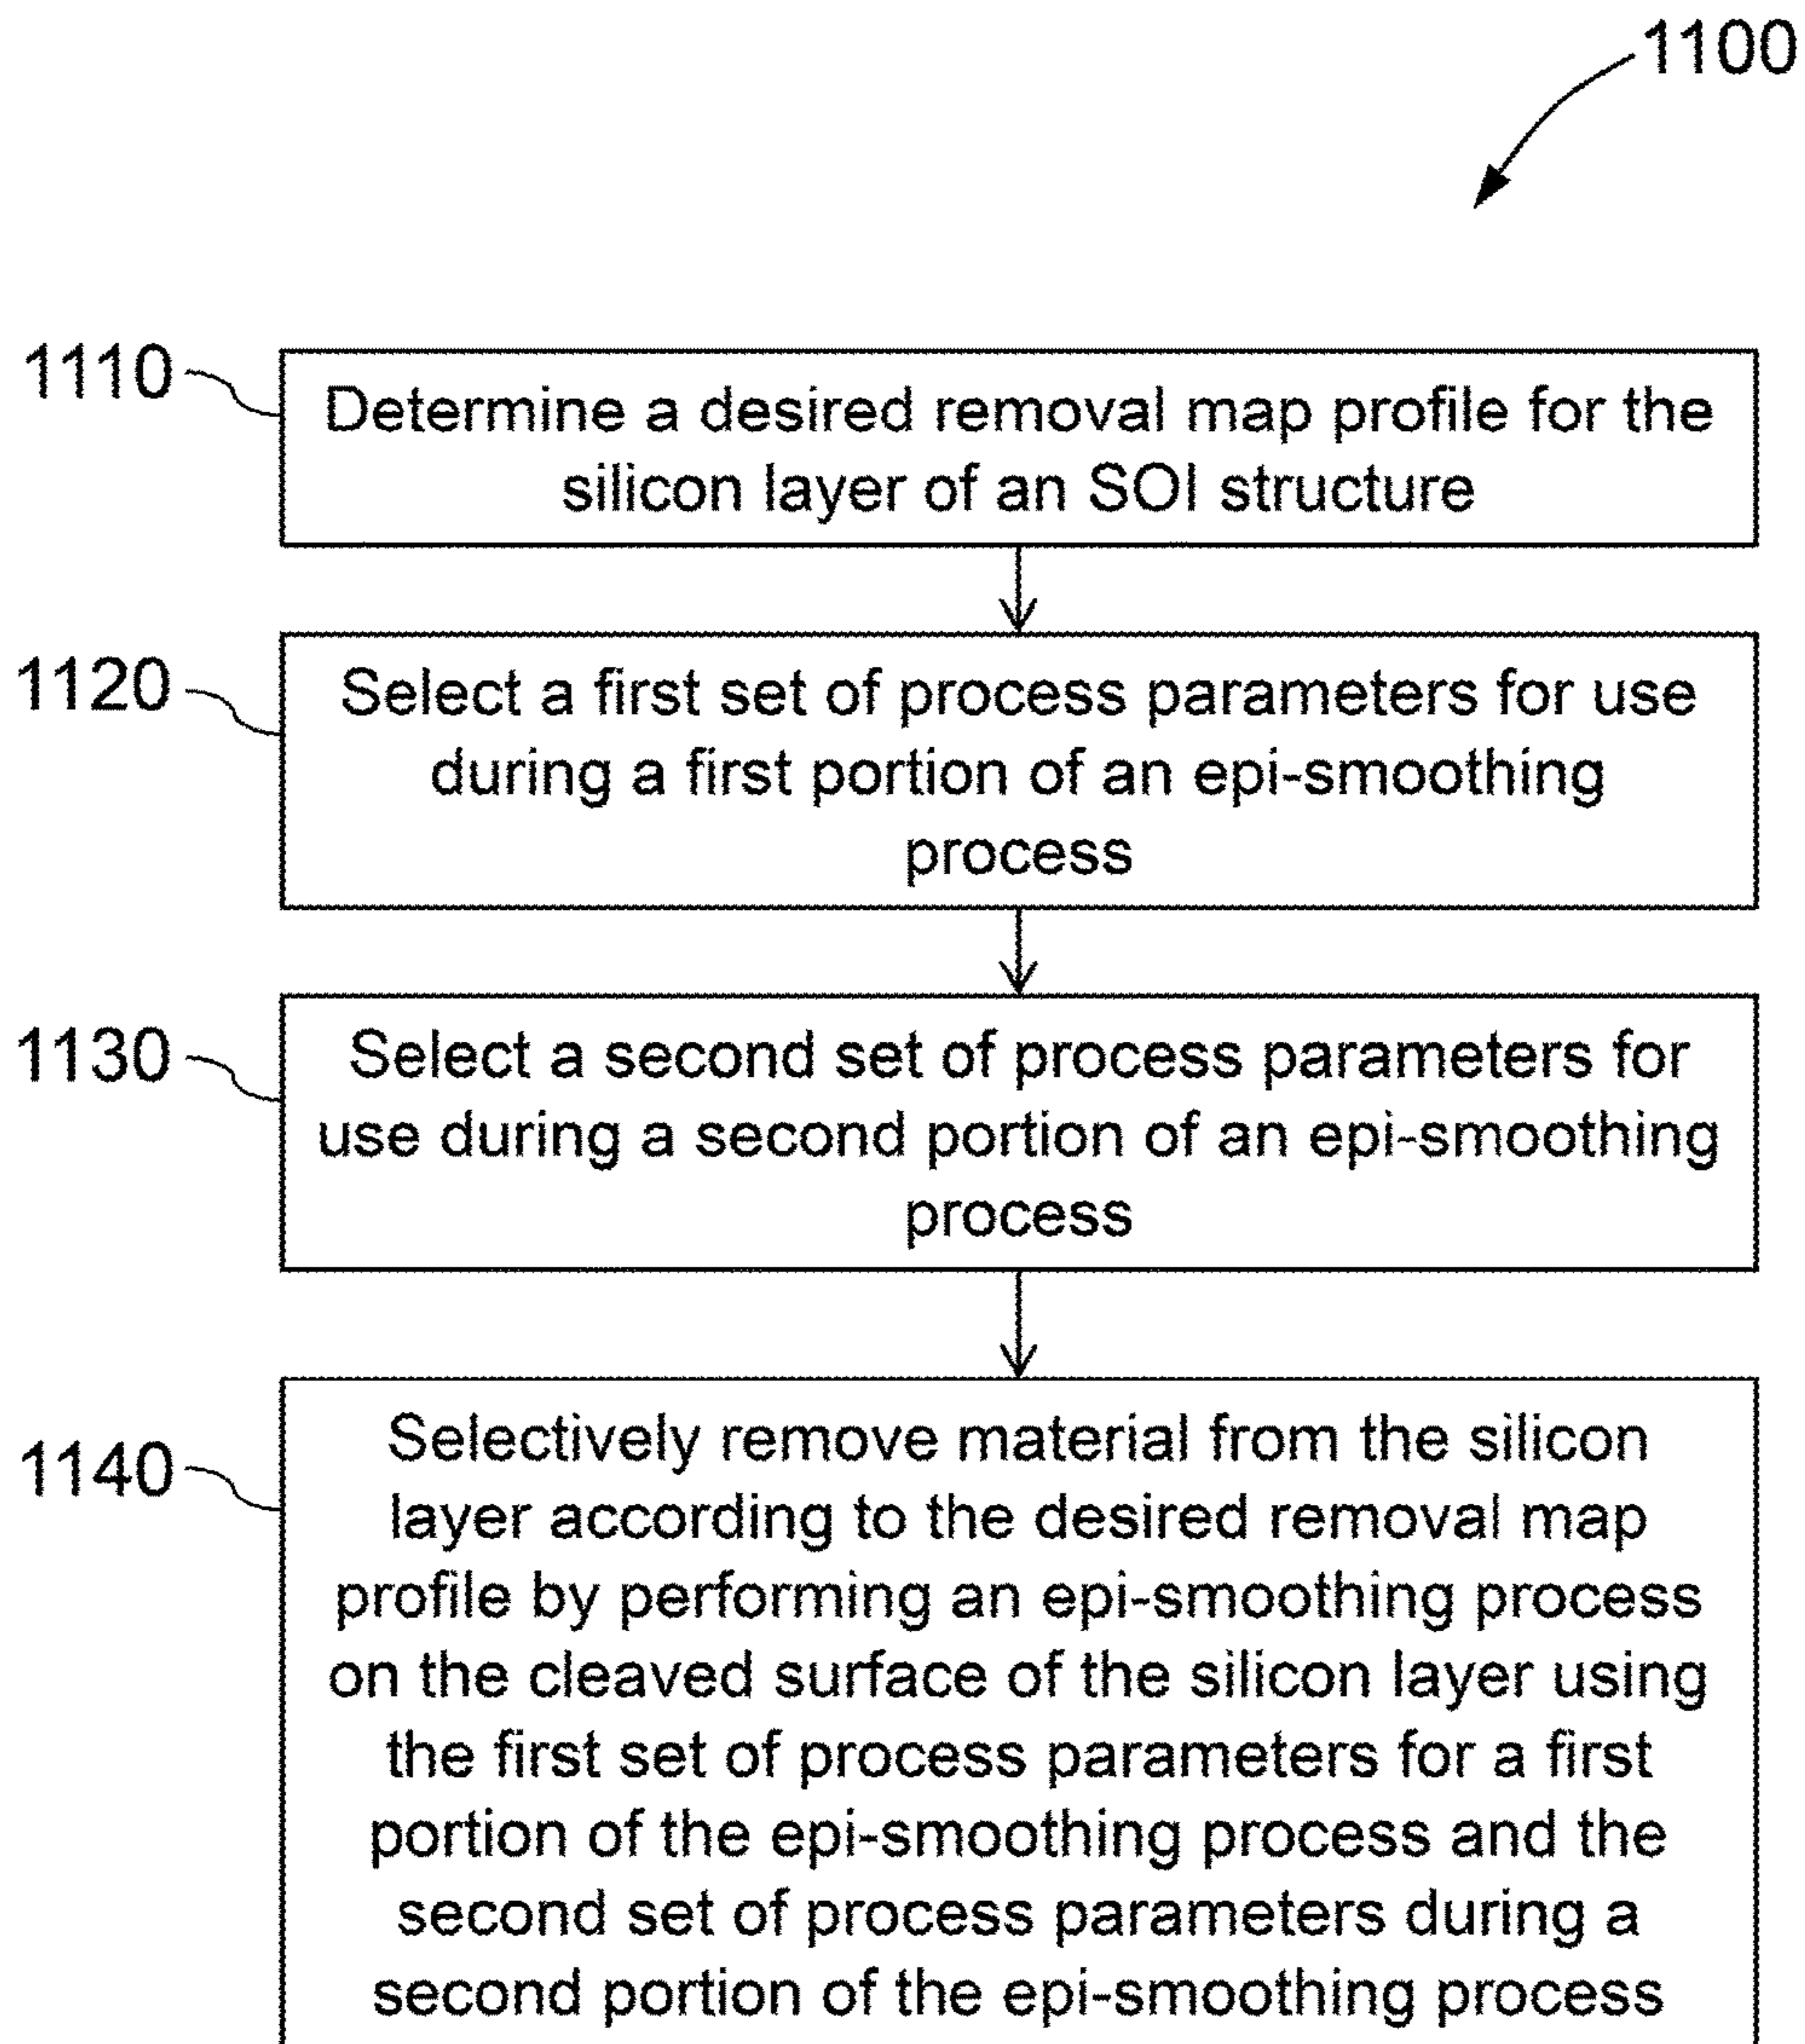 1100
1110
Determine a desired removal map profile for the
silicon layer of an SOI structure
1120
Select a first set of process parameters for use
during a first portion of an epi-smoothing
process
1130
Select a second set of process parameters for
use during a second portion of an epi-smoothing
process
1140
Selectively remove material from the silicon
layer according to the desired removal map
profile by performing an epi-smoothing process
on the cleaved surface of the silicon layer using
the first set of process parameters for a first
portion of the epi-smoothing process and the
second set of process parameters during a
second portion of the epi-smoothing process